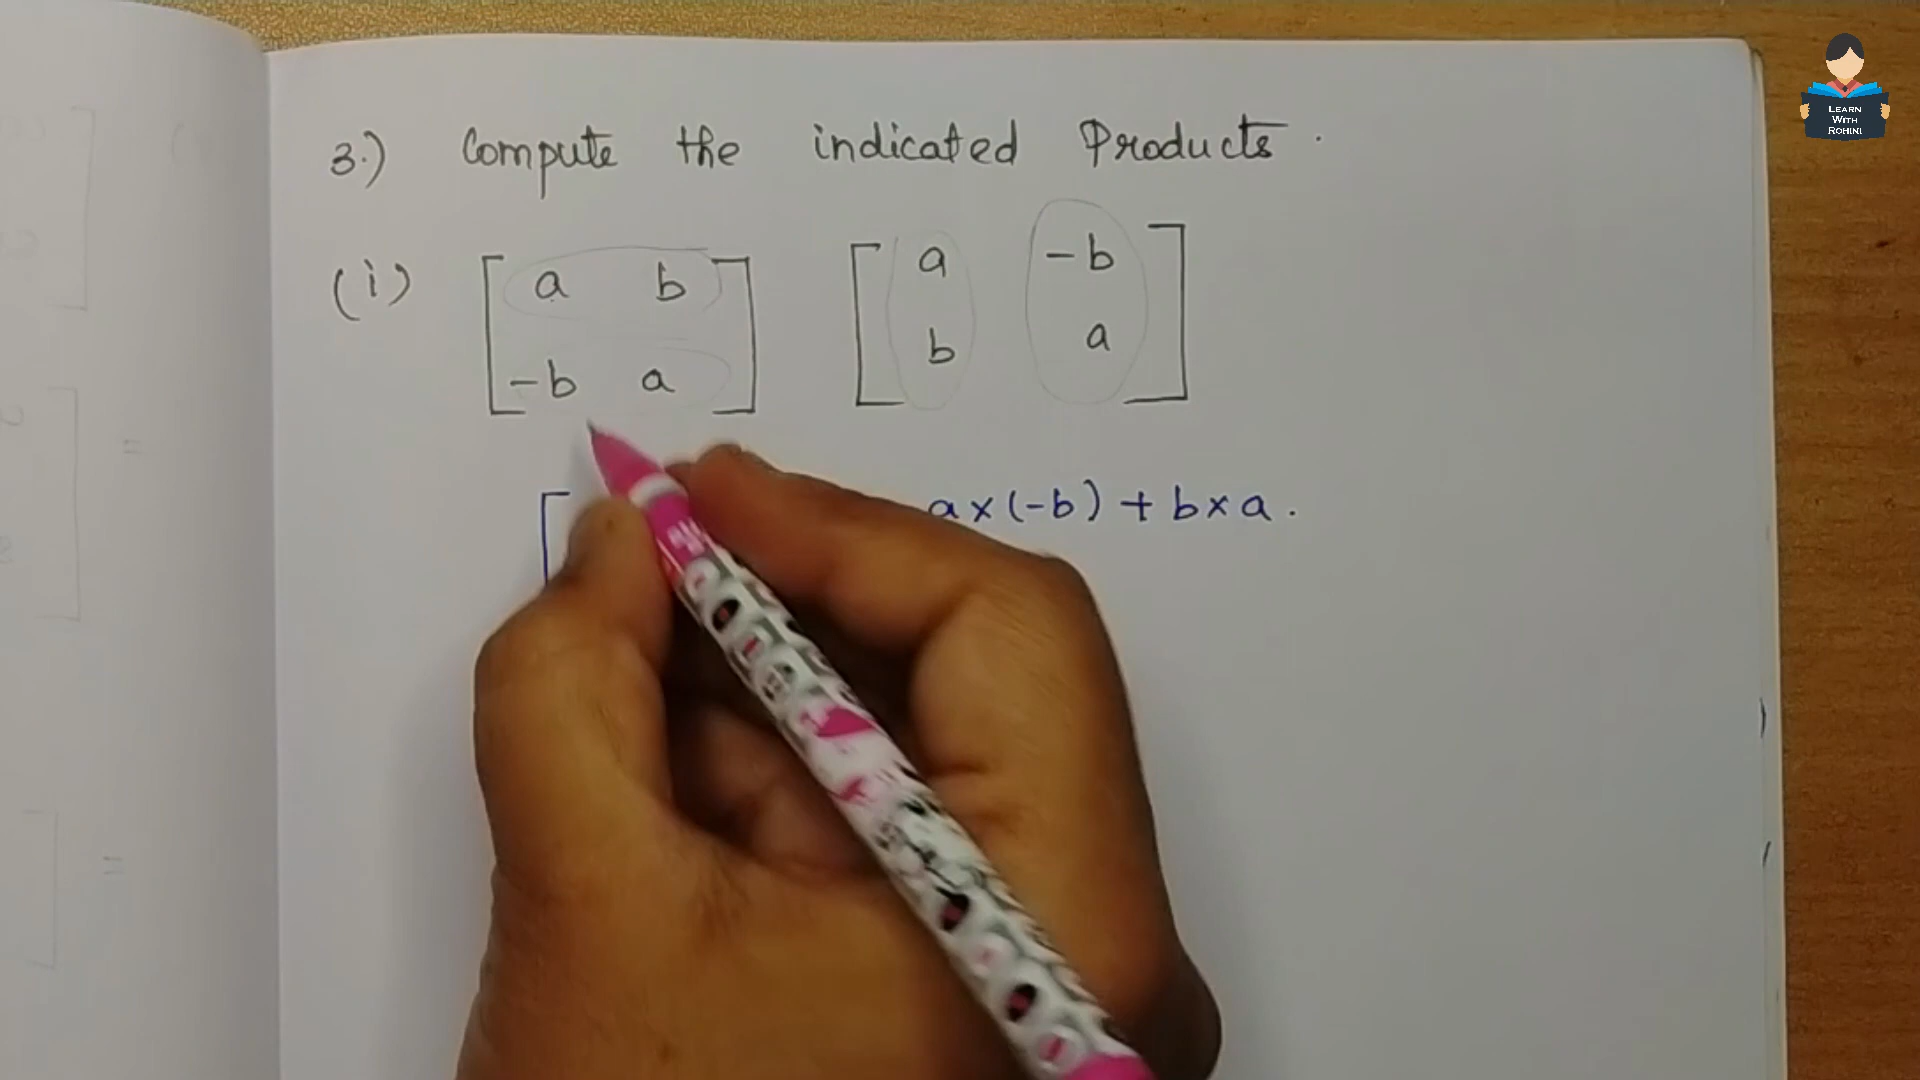 LEARN
WITH
ROHINI
3.) Compute the indicated Products.
(i) [ a b ] [ a -b ]
-b a b a
[ a x (-b) + b x a.